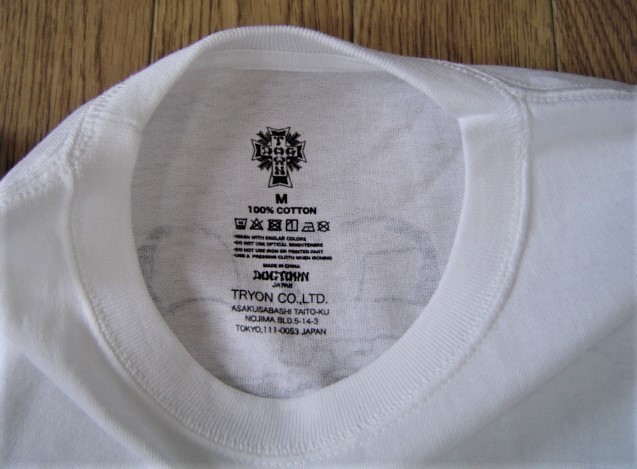 DOG
TOWN
M
100% COTTON
•WASH WITH SIMILAR COLORS
•DO NOT USE OPTICAL BRIGHTENERS
•DO NOT USE IRON ON PRINTED PART
•USE A PRESSING CLOTH WHEN IRONING
MADE IN CHINA
DOGTOWN
JAPAN
TRYON CO.,LTD.
ASAKUSABASHI TAITO-KU
NOJIMA BLD.5-14-3
TOKYO,111-0053 JAPAN